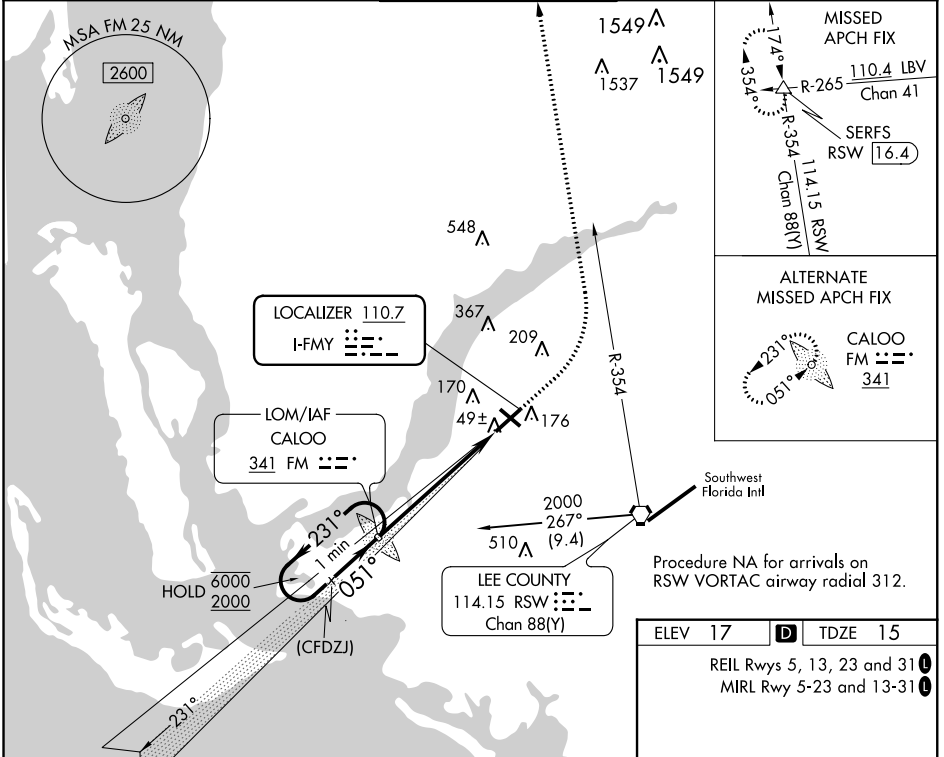 MSA FM 25 NM
2600
1549
1537
1549
MISSED
APCH FIX
174°
354°
R-265
110.4 LBV
Chan 41
SERFS
RSW 16.4
R-354
114.15 RSW
Chan 88(Y)
548
367
209
170
49±
176
R-354
LOCALIZER 110.7
I-FMY
LOM/IAF
CALOO
341 FM
ALTERNATE
MISSED APCH FIX
231°
051°
CALOO
FM
341
Southwest
Florida Intl
2000
267°
(9.4)
510
LEE COUNTY
114.15 RSW
Chan 88(Y)
Procedure NA for arrivals on
RSW VORTAC airway radial 312.
231°
1 min
051°
HOLD 6000
2000
(CFDZJ)
231°
ELEV 17 D TDZE 15
REIL Rwys 5, 13, 23 and 31 L
MIRL Rwy 5-23 and 13-31 L